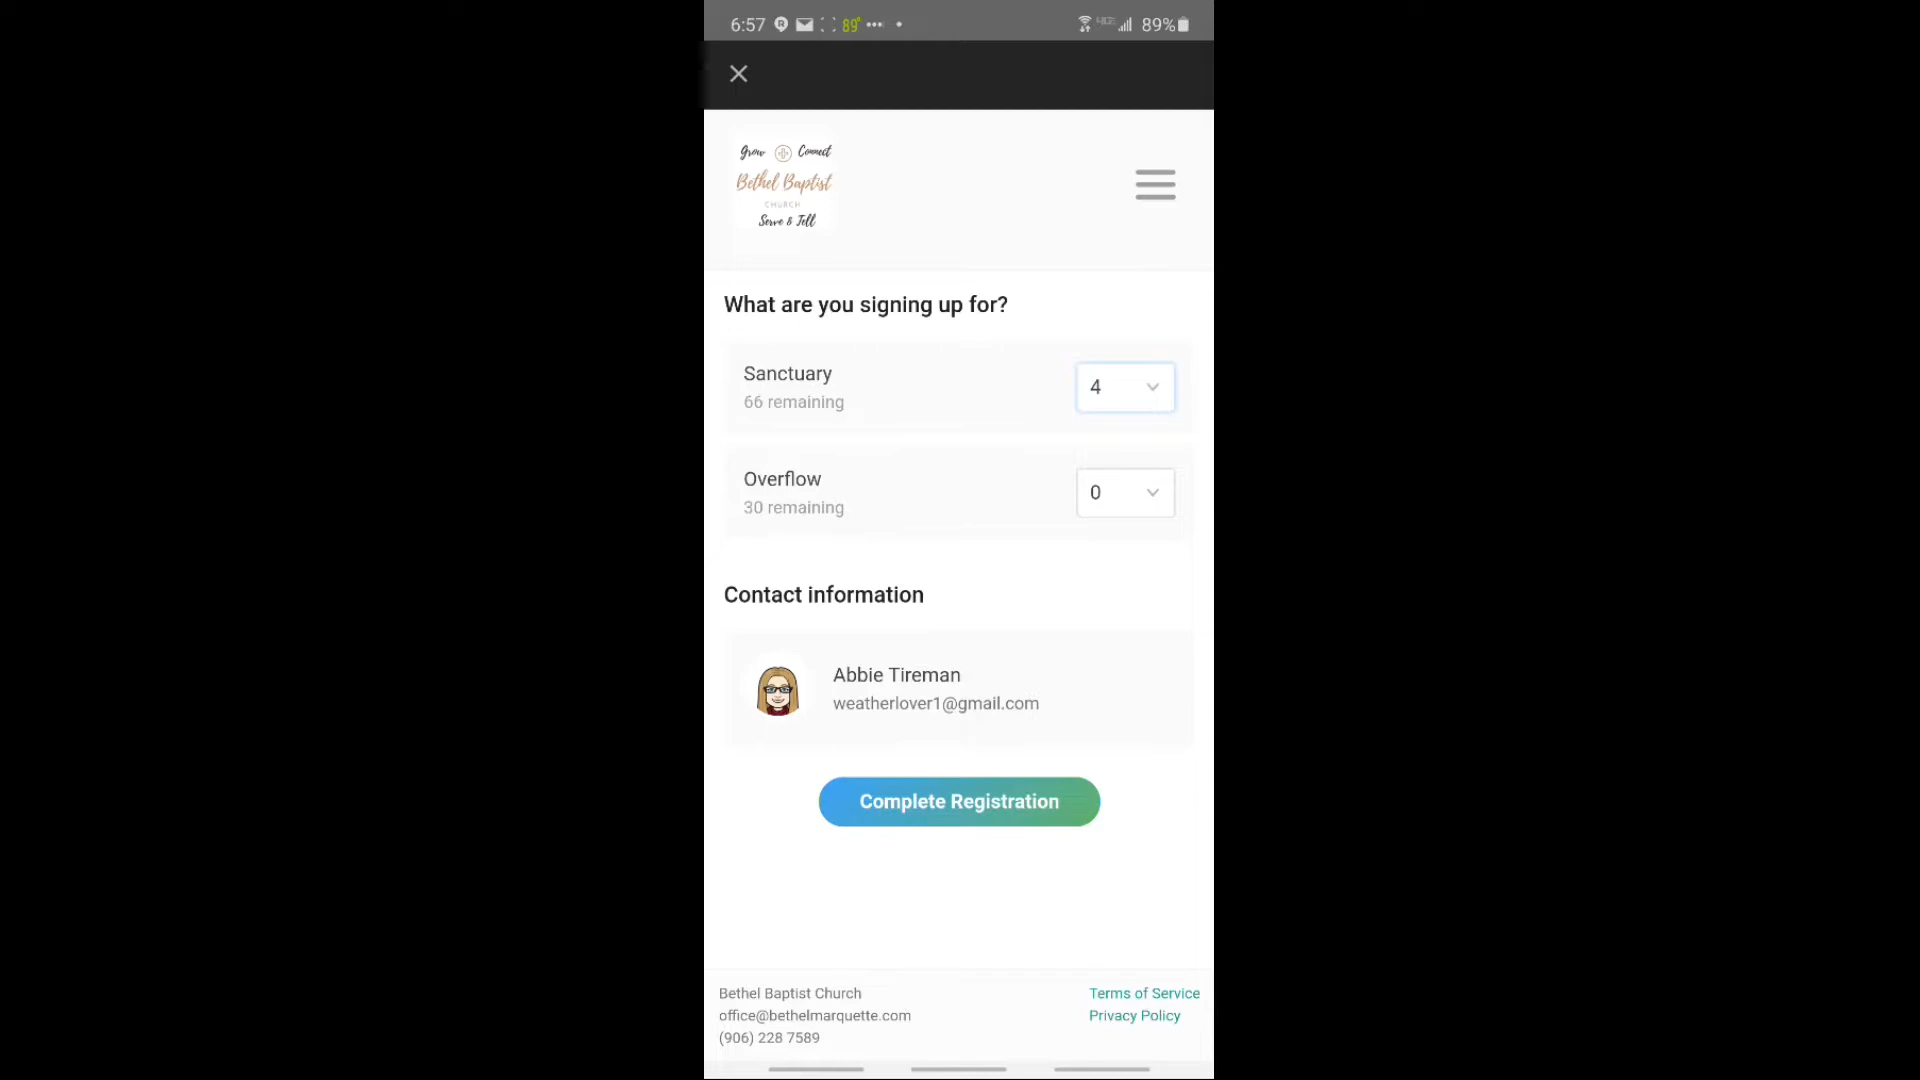 6:57 89° 89%
Grow Connect
Bethel Baptist
CHURCH
Serve & Tell
What are you signing up for?
Sanctuary
66 remaining
4
Overflow
30 remaining
0
Contact information
Abbie Tireman
weatherlover1@gmail.com
Complete Registration
Bethel Baptist Church
office@bethelmarquette.com
(906) 228 7589
Terms of Service
Privacy Policy